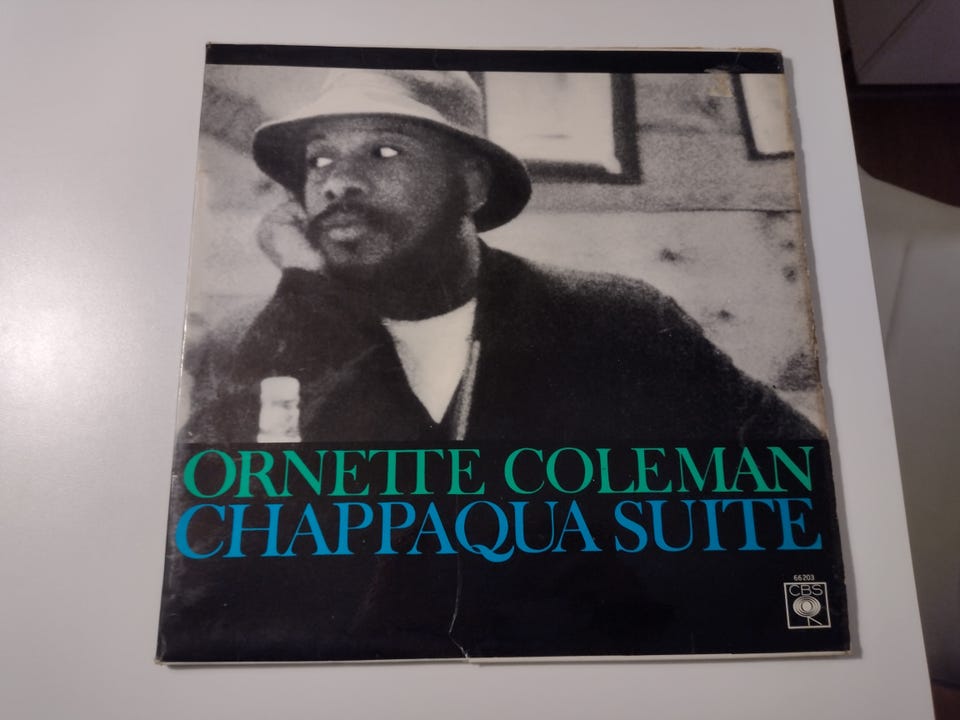 ORNETTE COLEMAN
CHAPPAQUA SUITE
66203
CBS